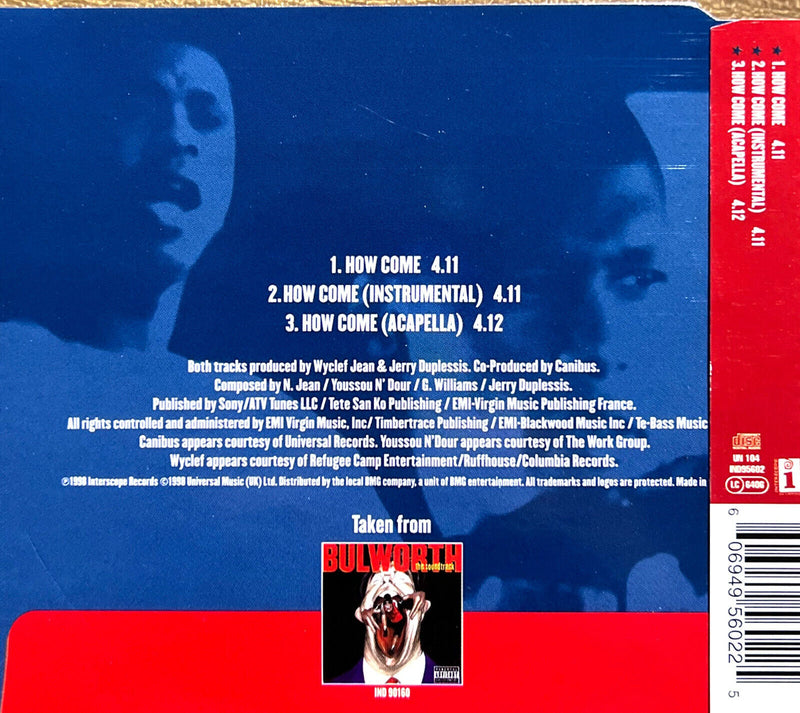 1. HOW COME 4.11
2. HOW COME (INSTRUMENTAL) 4.11
3. HOW COME (ACAPELLA) 4.12
Both tracks produced by Wyclef Jean & Jerry Duplessis. Co-Produced by Canibus.
Composed by N. Jean / Youssou N' Dour / G. Williams / Jerry Duplessis.
Published by Sony/ATV Tunes LLC / Tete San Ko Publishing / EMI-Virgin Music Publishing France.
All rights controlled and administered by EMI Virgin Music, Inc/ Timbertrace Publishing / EMI-Blackwood Music Inc / Te-Bass Music
Canibus appears courtesy of Universal Records. Youssou N'Dour appears courtesy of The Work Group.
Wyclef appears courtesy of Refugee Camp Entertainment/Ruffhouse/Columbia Records.
℗1998 Interscope Records ©1998 Universal Music (UK) Ltd. Distributed by the local BMG company, a unit of BMG entertainment. All trademarks and logos are protected. Made in
Taken from
BULWORTH
the soundtrack
PARENTAL
ADVISORY
IND 90160
★ 1. HOW COME 4.11
★ 2. HOW COME (INSTRUMENTAL) 4.11
★ 3. HOW COME (ACAPELLA) 4.12
disc
UN 104
IND95602
LC 6406
i
6 06949 56022 5